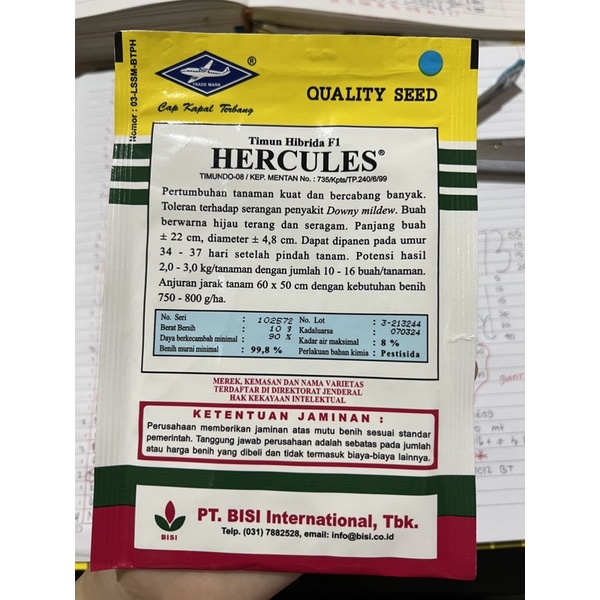 Nomor : 03-LSSM-BTPH
TRADE MARK
®
Cap Kapal Terbang
QUALITY SEED
Timun Hibrida F1
HERCULES®
TIMUNDO-08 / KEP. MENTAN No. : 735/Kpts/TP.240/6/99
Pertumbuhan tanaman kuat dan bercabang banyak.
Toleran terhadap serangan penyakit Downy mildew. Buah
berwarna hijau terang dan seragam. Panjang buah
± 22 cm, diameter ± 4,8 cm. Dapat dipanen pada umur
34 - 37 hari setelah pindah tanam. Potensi hasil
2,0 - 3,0 kg/tanaman dengan jumlah 10 - 16 buah/tanaman.
Anjuran jarak tanam 60 x 50 cm dengan kebutuhan benih
750 - 800 g/ha.
No. Seri : 102572 No. Lot : 3-213244
Berat Bersih : 10 g Kadaluarsa : 070324
Daya berkecambah minimal : 90 % Kadar air maksimal : 8 %
Benih murni minimal : 99,8 % Perlakuan bahan kimia : Pestisida
MEREK, KEMASAN DAN NAMA VARIETAS
TERDAFTAR DI DIREKTORAT JENDERAL
HAK KEKAYAAN INTELEKTUAL
KETENTUAN JAMINAN :
Perusahaan memberikan jaminan atas mutu benih sesuai standar
pemerintah. Tanggung jawab perusahaan adalah sebatas pada jumlah
atau harga benih yang dibeli dan tidak termasuk biaya-biaya lainnya.
BISI
PT. BISI International, Tbk.
Telp. (031) 7882528, email: info@bisi.co.id